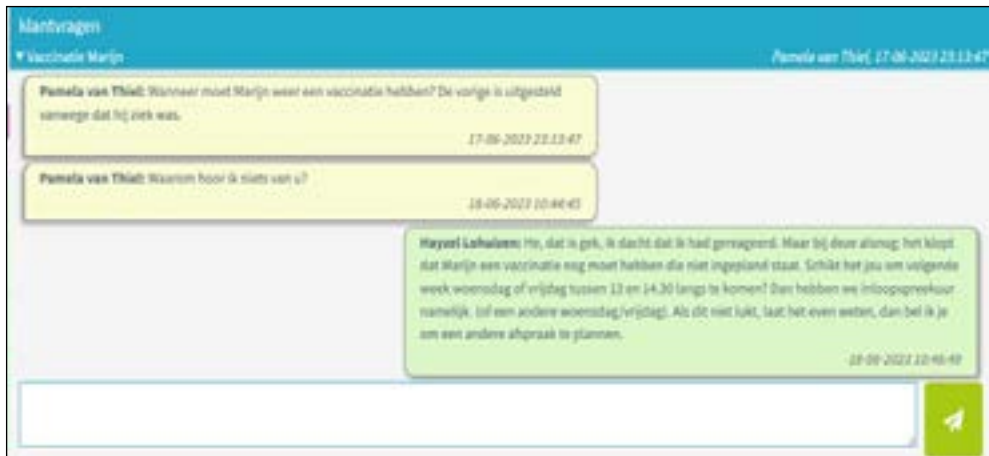 klantvragen
▾ Vaccinatie Marijn
Pamela van Thiel, 17-06-2023 23:13:47
Pamela van Thiel: Wanneer moet Marijn weer een vaccinatie hebben? De vorige is uitgesteld
vanwege dat hij ziek was.
17-06-2023 23:13:47
Pamela van Thiel: Waarom hoor ik niets van u?
18-06-2023 10:44:45
Hayzel Lohuizen: He, dat is gek, ik dacht dat ik had gereageerd. Maar bij deze alsnog: het klopt
dat Marijn een vaccinatie nog moet hebben die niet ingepland staat. Schikt het jou om volgende
week woensdag of vrijdag tussen 13 en 14.30 langs te komen? Dan hebben we inloopspreekuur
namelijk. (of een andere woensdag/vrijdag). Als dit niet lukt, laat het even weten, dan bel ik je
om een andere afspraak te plannen.
18-06-2023 10:46:49